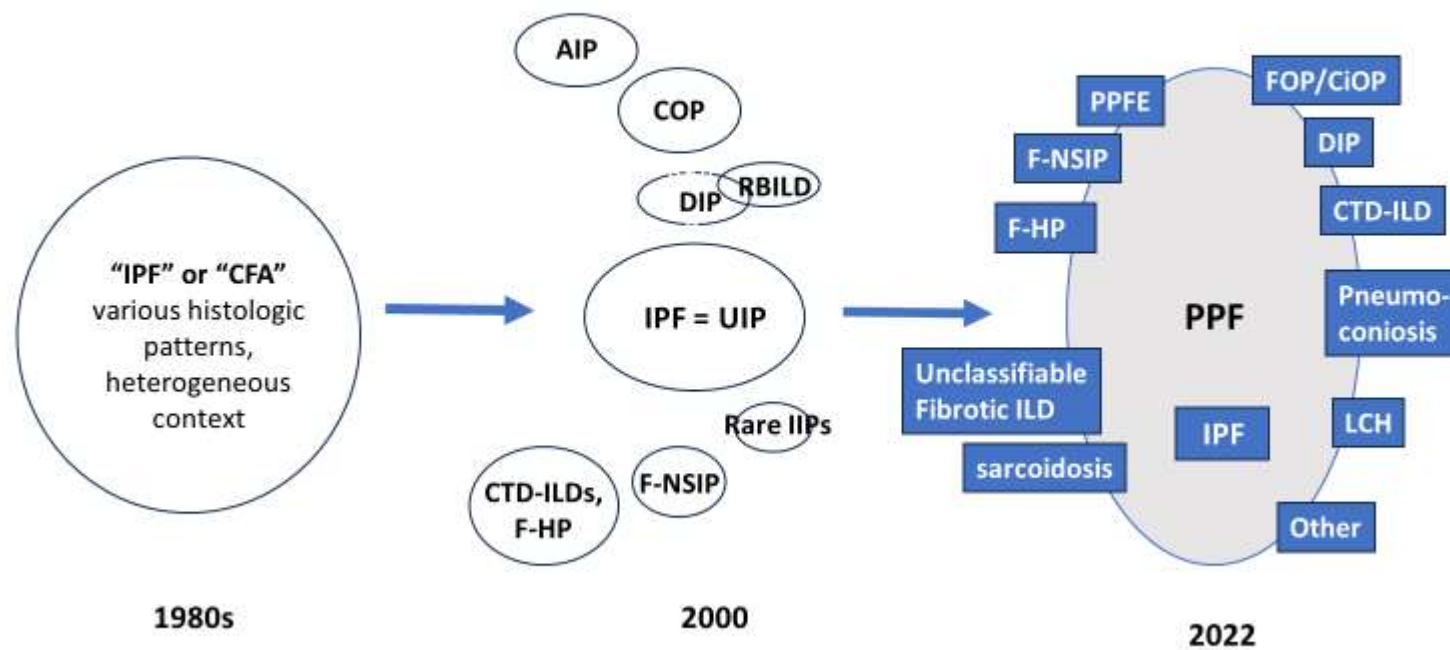 “IPF” or “CFA”
various histologic
patterns,
heterogeneous
context
1980s
AIP
COP
DIP
RBILD
IPF = UIP
Rare IIPs
F-NSIP
CTD-ILDs,
F-HP
2000
PPFE
F-NSIP
F-HP
Unclassifiable
Fibrotic ILD
sarcoidosis
PPF
IPF
FOP/CiOP
DIP
CTD-ILD
Pneumo-
coniosis
LCH
Other
2022